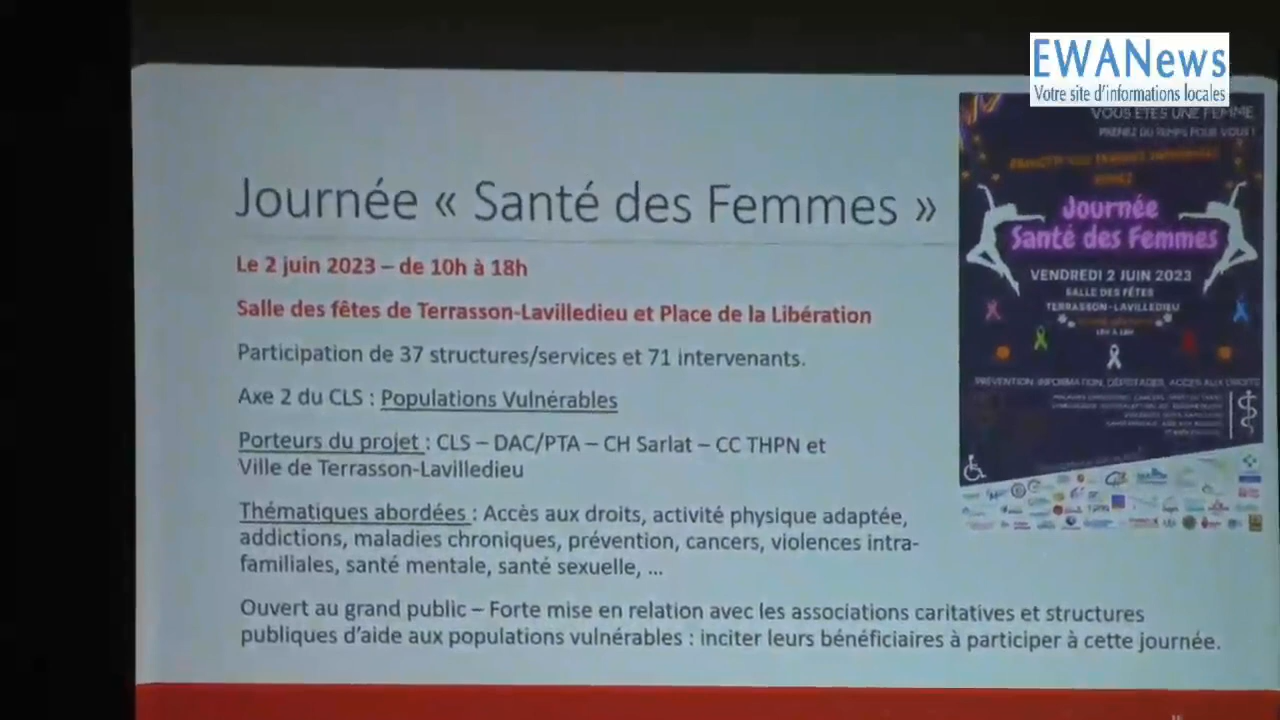 EWANews
Votre site d'informations locales
VOUS ETES UNE FEMME
PRENEZ DU TEMPS POUR VOUS !
Journée « Santé des Femmes »
Le 2 juin 2023 – de 10h à 18h
Salle des fêtes de Terrasson-Lavilledieu et Place de la Libération
Participation de 37 structures/services et 71 intervenants.
Axe 2 du CLS : Populations Vulnérables
Porteurs du projet : CLS – DAC/PTA – CH Sarlat – CC THPN et
Ville de Terrasson-Lavilledieu
Thématiques abordées : Accès aux droits, activité physique adaptée,
addictions, maladies chroniques, prévention, cancers, violences intra-
familiales, santé mentale, santé sexuelle, ...
Ouvert au grand public – Forte mise en relation avec les associations caritatives et structures
publiques d'aide aux populations vulnérables : inciter leurs bénéficiaires à participer à cette journée.
Journée
Santé des Femmes
VENDREDI 2 JUIN 2023
SALLE DES FÊTES
TERRASSON-LAVILLEDIEU
10H À 18H
PRÉVENTION, INFORMATION, DÉPISTAGES, ACCÈS AUX DROITS